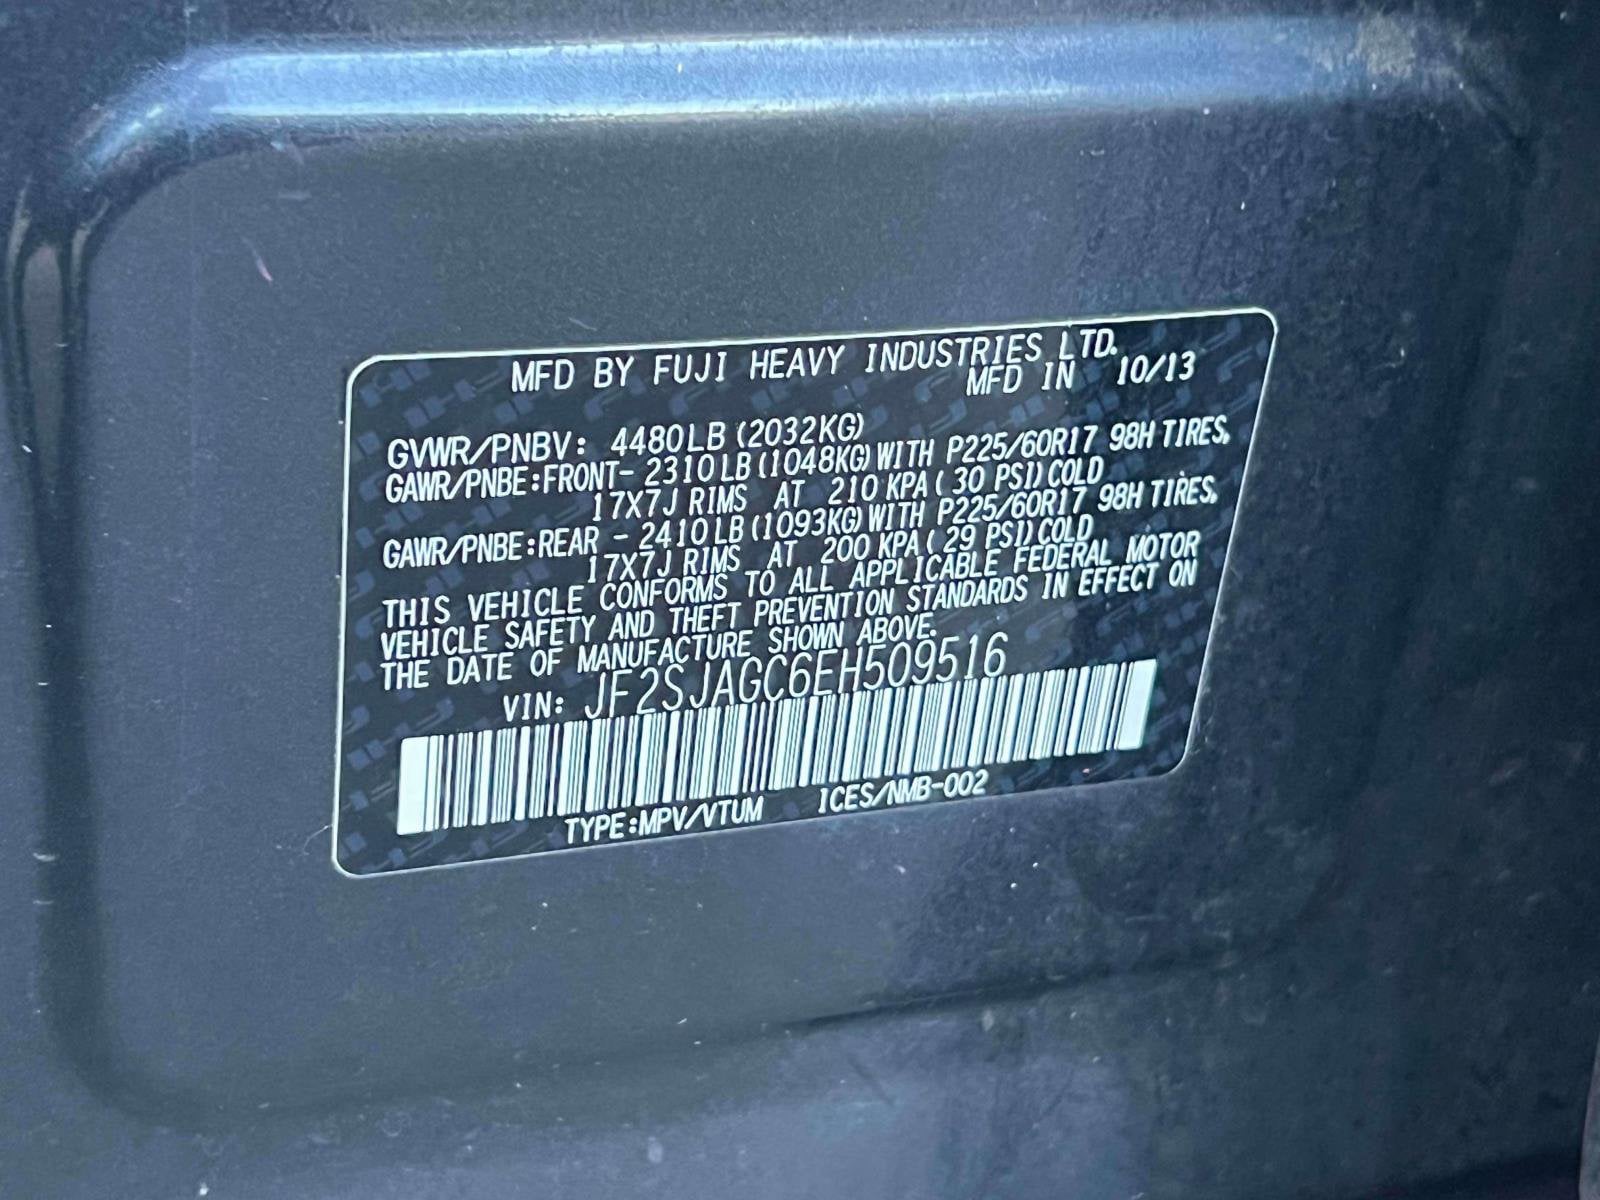 MFD BY FUJI HEAVY INDUSTRIES LTD.
MFD IN 10/13
GVWR/PNBV: 4480LB (2032KG)
GAWR/PNBE:FRONT- 2310LB(1048KG)WITH P225/60R17 98H TIRES,
17X7J RIMS AT 210 KPA( 30 PSI)COLD
GAWR/PNBE:REAR - 2410LB(1093KG)WITH P225/60R17 98H TIRES,
17X7J RIMS AT 200 KPA( 29 PSI)COLD
THIS VEHICLE CONFORMS TO ALL APPLICABLE FEDERAL MOTOR
VEHICLE SAFETY AND THEFT PREVENTION STANDARDS IN EFFECT ON
THE DATE OF MANUFACTURE SHOWN ABOVE.
VIN: JF2SJAGC6EH509516
TYPE:MPV/VTUM ICES/NMB-002